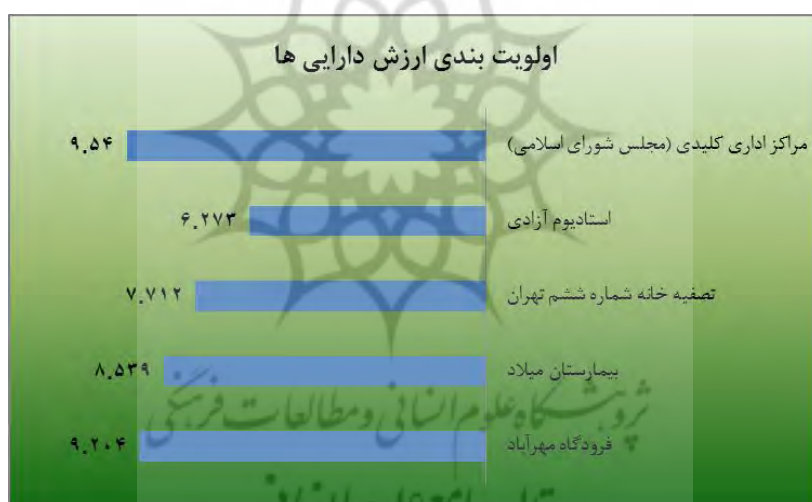 اولویت بندی ارزش دارایی ها
مراکز اداری کلیدی (مجلس شورای اسلامی) ۹.۵۴
استادیوم آزادی ۶.۲۷۳
تصفیه خانه شماره ششم تهران ۷.۷۱۲
بیمارستان میلاد ۸.۵۳۹
پژوهشگاه علوم انسانی و مطالعات فرهنگی
فرودگاه مهرآباد ۹.۲۰۴